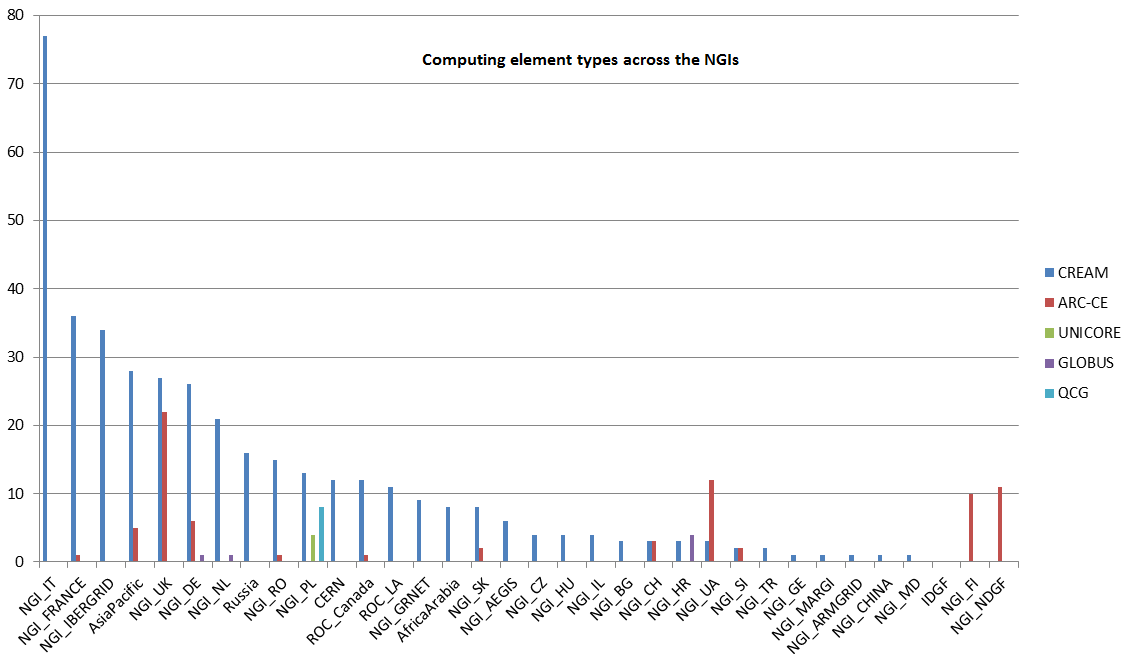 Computing element types across the NGIs
80
70
60
50
40
30
20
10
0
NGI_IT
NGI_FRANCE
NGI_IBERGRID
AsiaPacific
NGI_UK
NGI_DE
NGI_NL
Russia
NGI_RO
NGI_PL
CERN
ROC_Canada
ROC_LA
NGI_GRNET
AfricaArabia
NGI_SK
NGI_AEGIS
NGI_CZ
NGI_HU
NGI_IL
NGI_BG
NGI_CH
NGI_HR
NGI_UA
NGI_SI
NGI_TR
NGI_GE
NGI_MARGI
NGI_ARMGRID
NGI_CHINA
NGI_MD
IDGF
NGI_FI
NGI_NDGF
CREAM
ARC-CE
UNICORE
GLOBUS
QCG